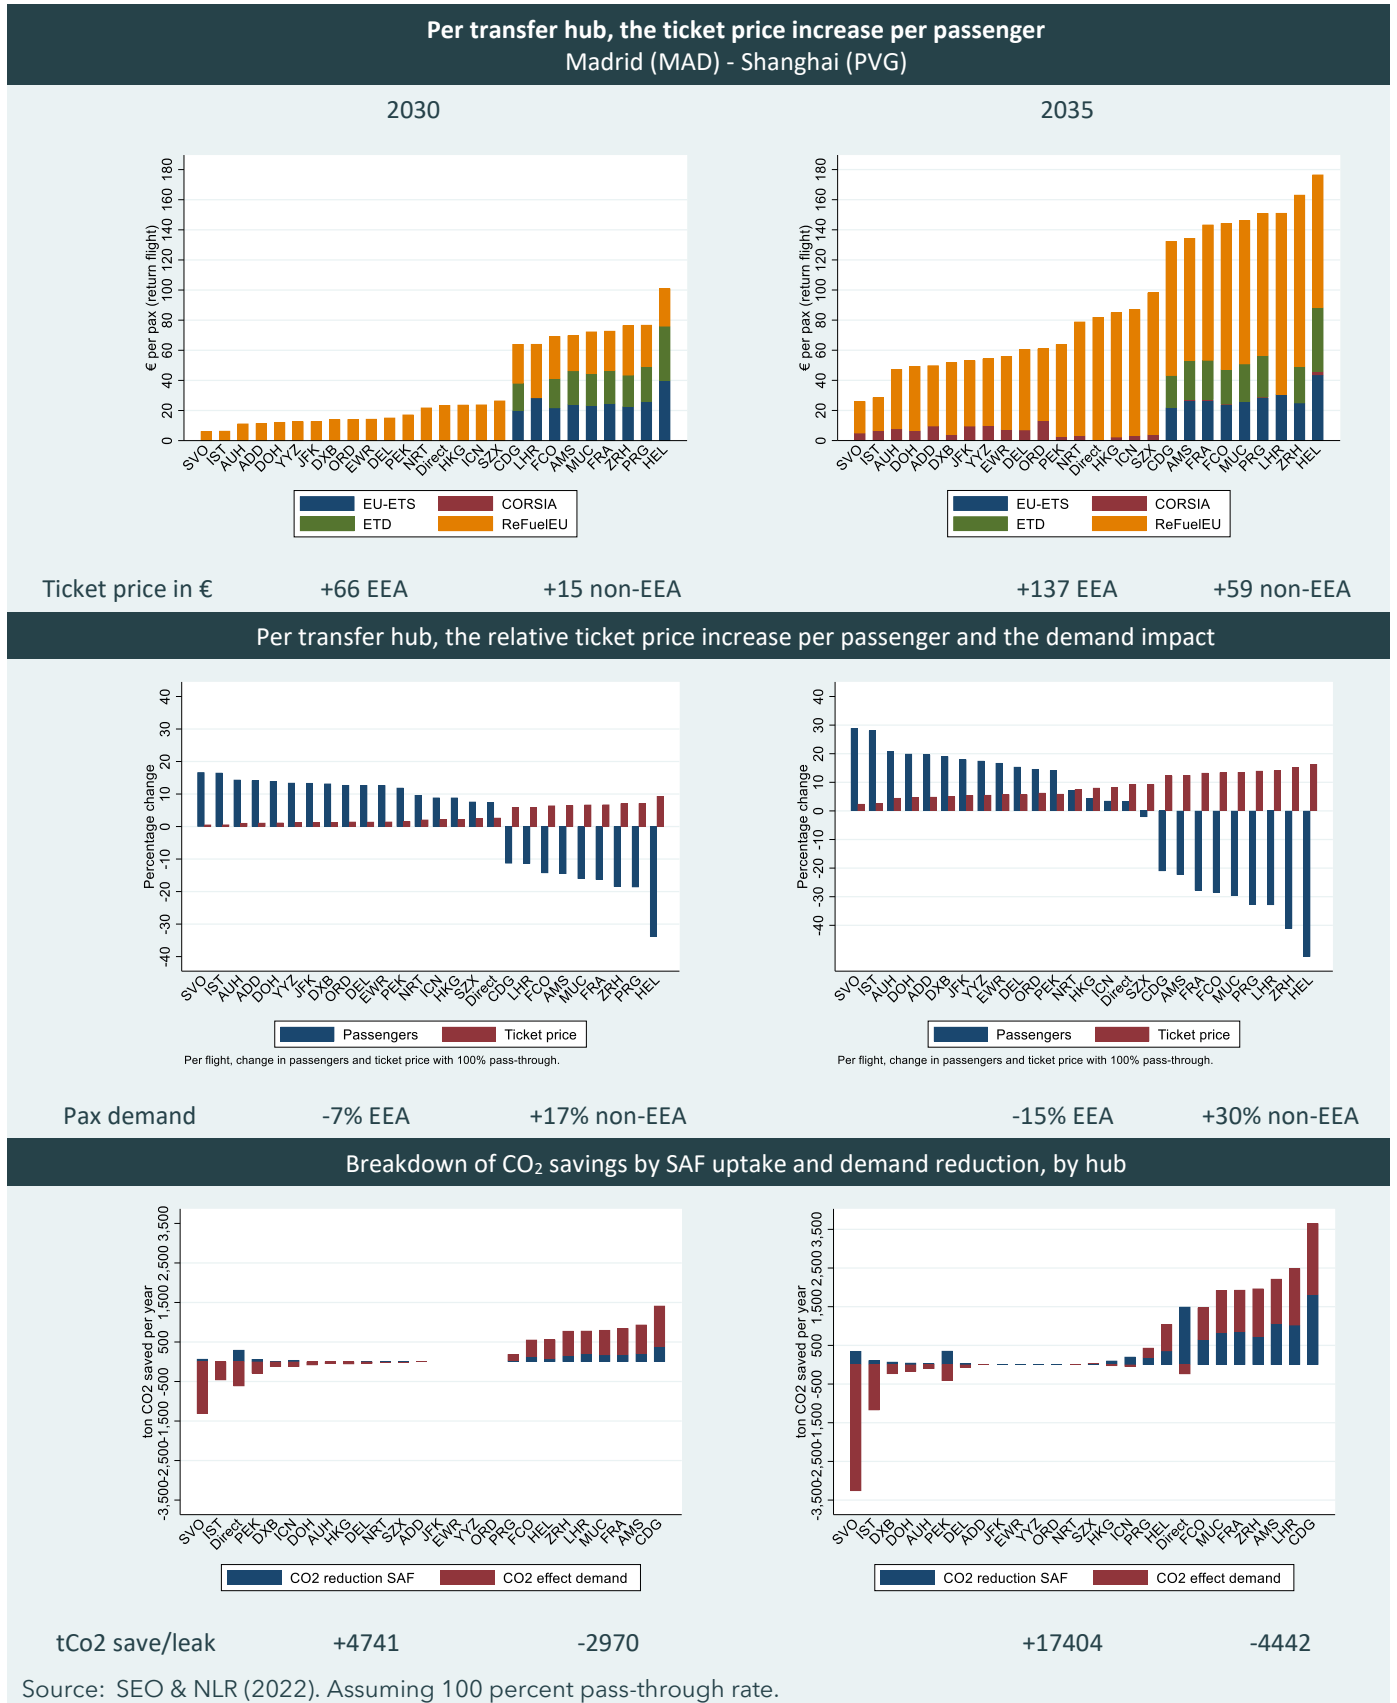 Per transfer hub, the ticket price increase per passenger
Madrid (MAD) - Shanghai (PVG)
2030
2035
€ per pax (return flight)
0 20 40 60 80 100 120 140 160 180
SVO IST AUH ADD DOH YYZ JFK DXB ORD EWR DEL PEK NRT Direct HKG ICN SZX CDG LHR FCO AMS MUC FRA ZRH PRG HEL
EU-ETS CORSIA
ETD ReFuelEU
€ per pax (return flight)
0 20 40 60 80 100 120 140 160 180
SVO IST AUH DOH ADD DXB JFK YYZ EWR DEL ORD PEK NRT Direct HKG ICN SZX CDG AMS FRA FCO MUC PRG LHR ZRH HEL
EU-ETS CORSIA
ETD ReFuelEU
Ticket price in € +66 EEA +15 non-EEA +137 EEA +59 non-EEA
Per transfer hub, the relative ticket price increase per passenger and the demand impact
Percentage change
-40 -30 -20 -10 0 10 20 30 40
SVO IST AUH ADD DOH YYZ JFK DXB ORD DEL EWR PEK NRT ICN HKG SZX Direct CDG LHR FCO AMS MUC FRA ZRH PRG HEL
Passengers Ticket price
Per flight, change in passengers and ticket price with 100% pass-through.
Percentage change
-40 -30 -20 -10 0 10 20 30 40
SVO IST AUH DOH ADD DXB JFK YYZ EWR DEL ORD PEK NRT HKG ICN Direct SZX CDG AMS FRA FCO MUC PRG LHR ZRH HEL
Passengers Ticket price
Per flight, change in passengers and ticket price with 100% pass-through.
Pax demand -7% EEA +17% non-EEA -15% EEA +30% non-EEA
Breakdown of CO₂ savings by SAF uptake and demand reduction, by hub
ton CO2 saved per year
-3,500 -2,500 -1,500 -500 500 1,500 2,500 3,500
SVO IST Direct PEK DXB ICN DOH AUH HKG DEL NRT SZX ADD JFK EWR YYZ ORD PRG FCO HEL ZRH LHR MUC FRA AMS CDG
CO2 reduction SAF CO2 effect demand
ton CO2 saved per year
-3,500 -2,500 -1,500 -500 500 1,500 2,500 3,500
SVO IST DXB DOH AUH PEK DEL ADD JFK EWR YYZ ORD NRT SZX HKG ICN PRG HEL Direct FCO MUC FRA ZRH AMS LHR CDG
CO2 reduction SAF CO2 effect demand
tCo2 save/leak +4741 -2970 +17404 -4442
Source: SEO & NLR (2022). Assuming 100 percent pass-through rate.